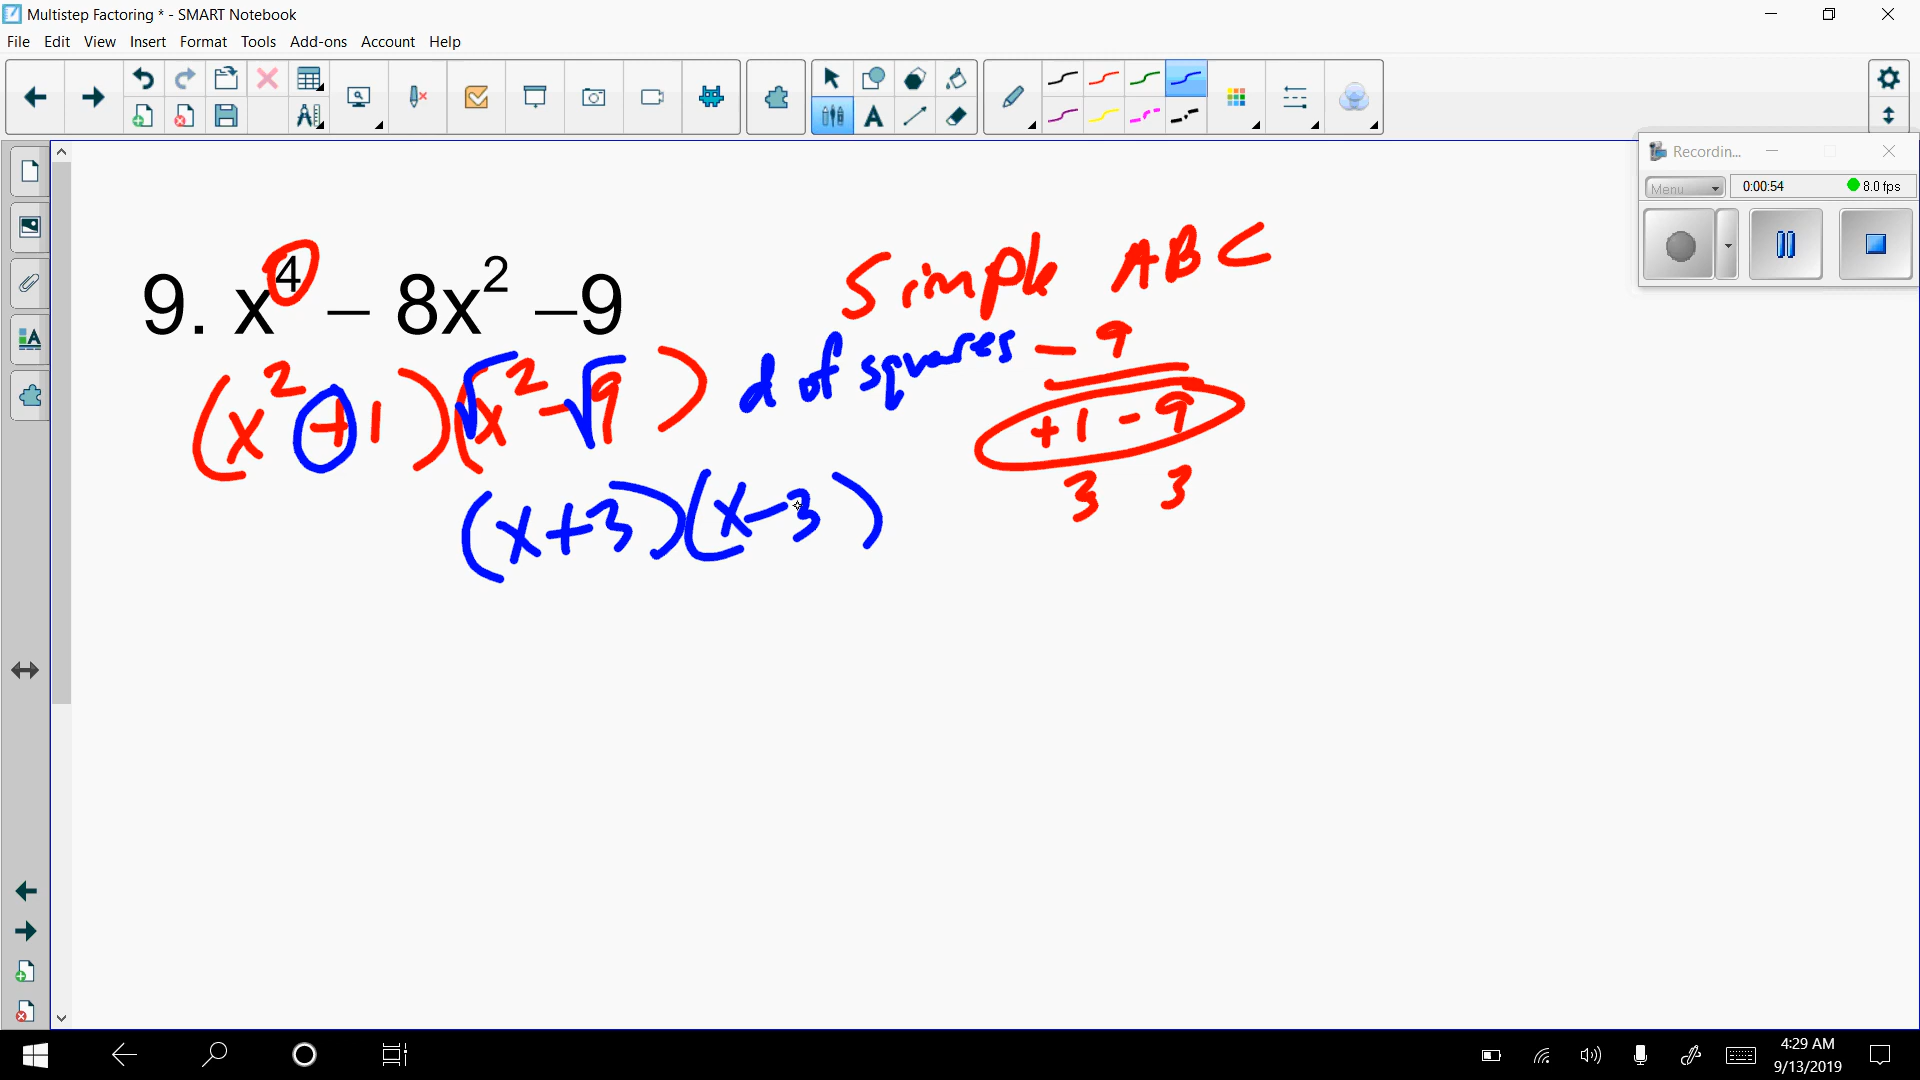 Multistep Factoring * - SMART Notebook
File Edit View Insert Format Tools Add-ons Account Help
Recordin...
Menu 0:00:54 8.0 fps
Simple ABC
9. x⁴ – 8x² –9
(x² + 1)(√x² - √9) d of squares
- 9
+1 - 9
3 3
(x+3)(x-3)
4:29 AM
9/13/2019